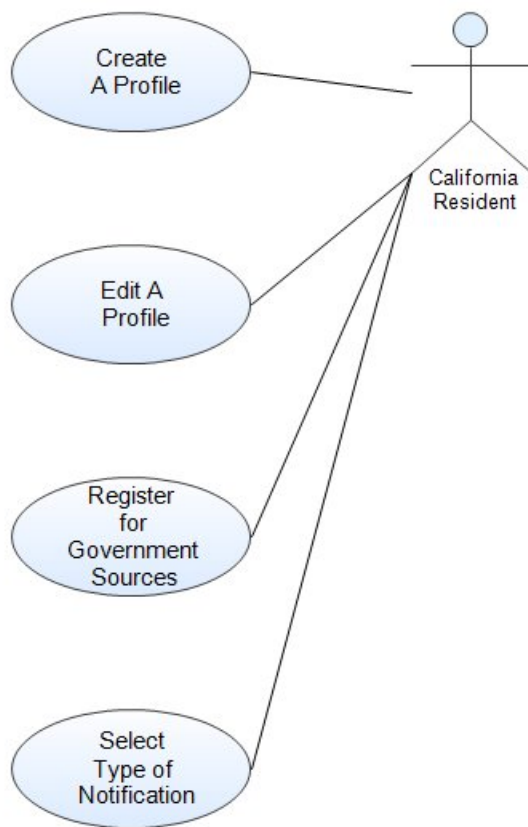 Create
A Profile
California
Resident
Edit A
Profile
Register
for
Government
Sources
Select
Type of
Notification